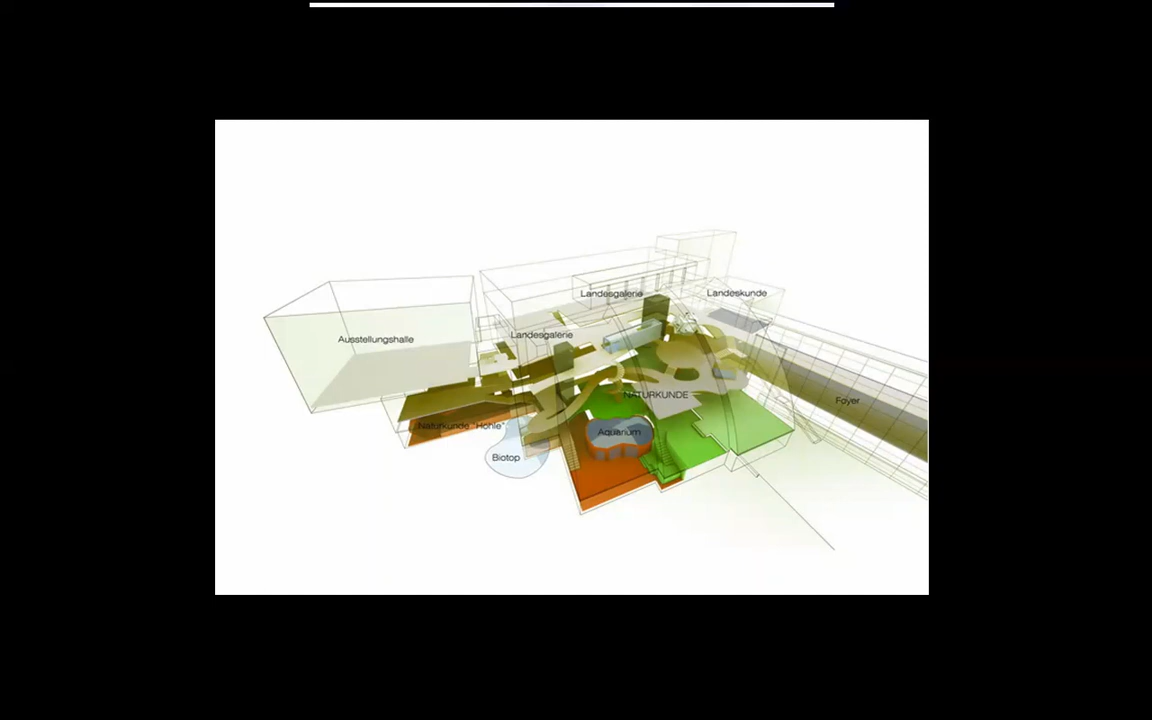 Landesgalerie
Landeskunde
Ausstellungshalle
Landesgalerie
NATURKUNDE
Foyer
Naturkunde "Höhle"
Aquarium
Biotop